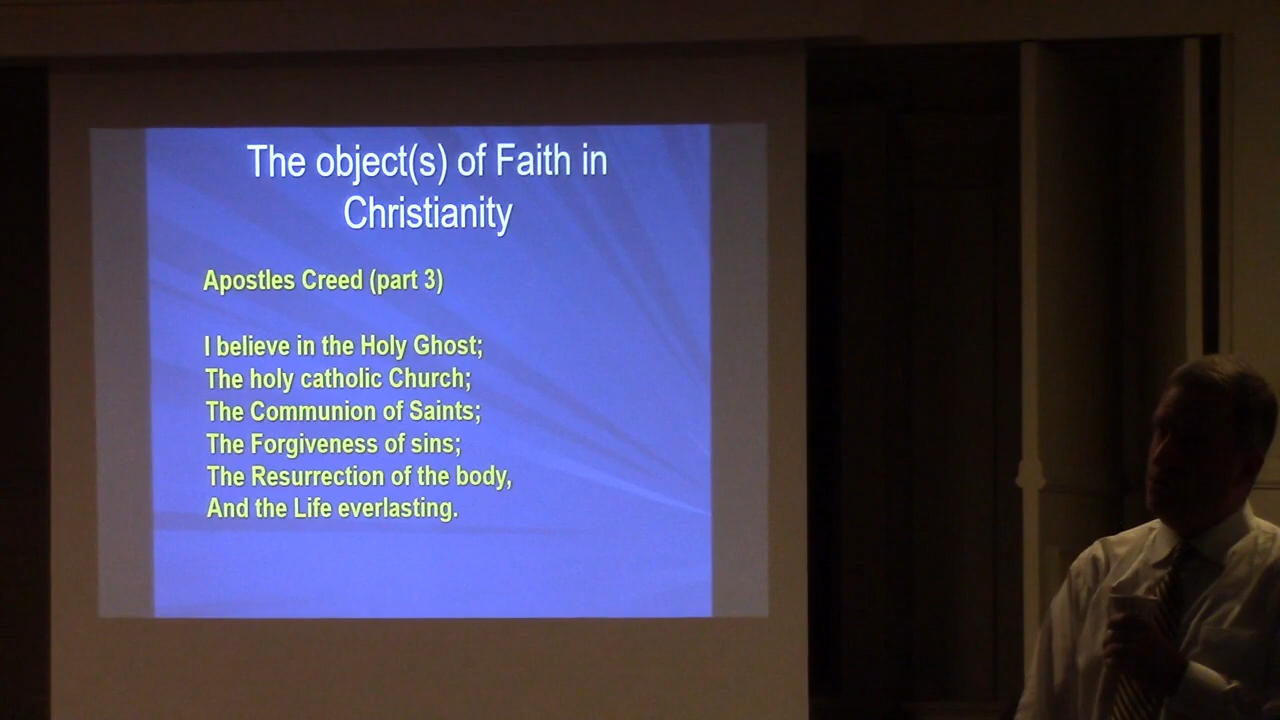 The object(s) of Faith in
Christianity
Apostles Creed (part 3)
I believe in the Holy Ghost;
The holy catholic Church;
The Communion of Saints;
The Forgiveness of sins;
The Resurrection of the body,
And the Life everlasting.